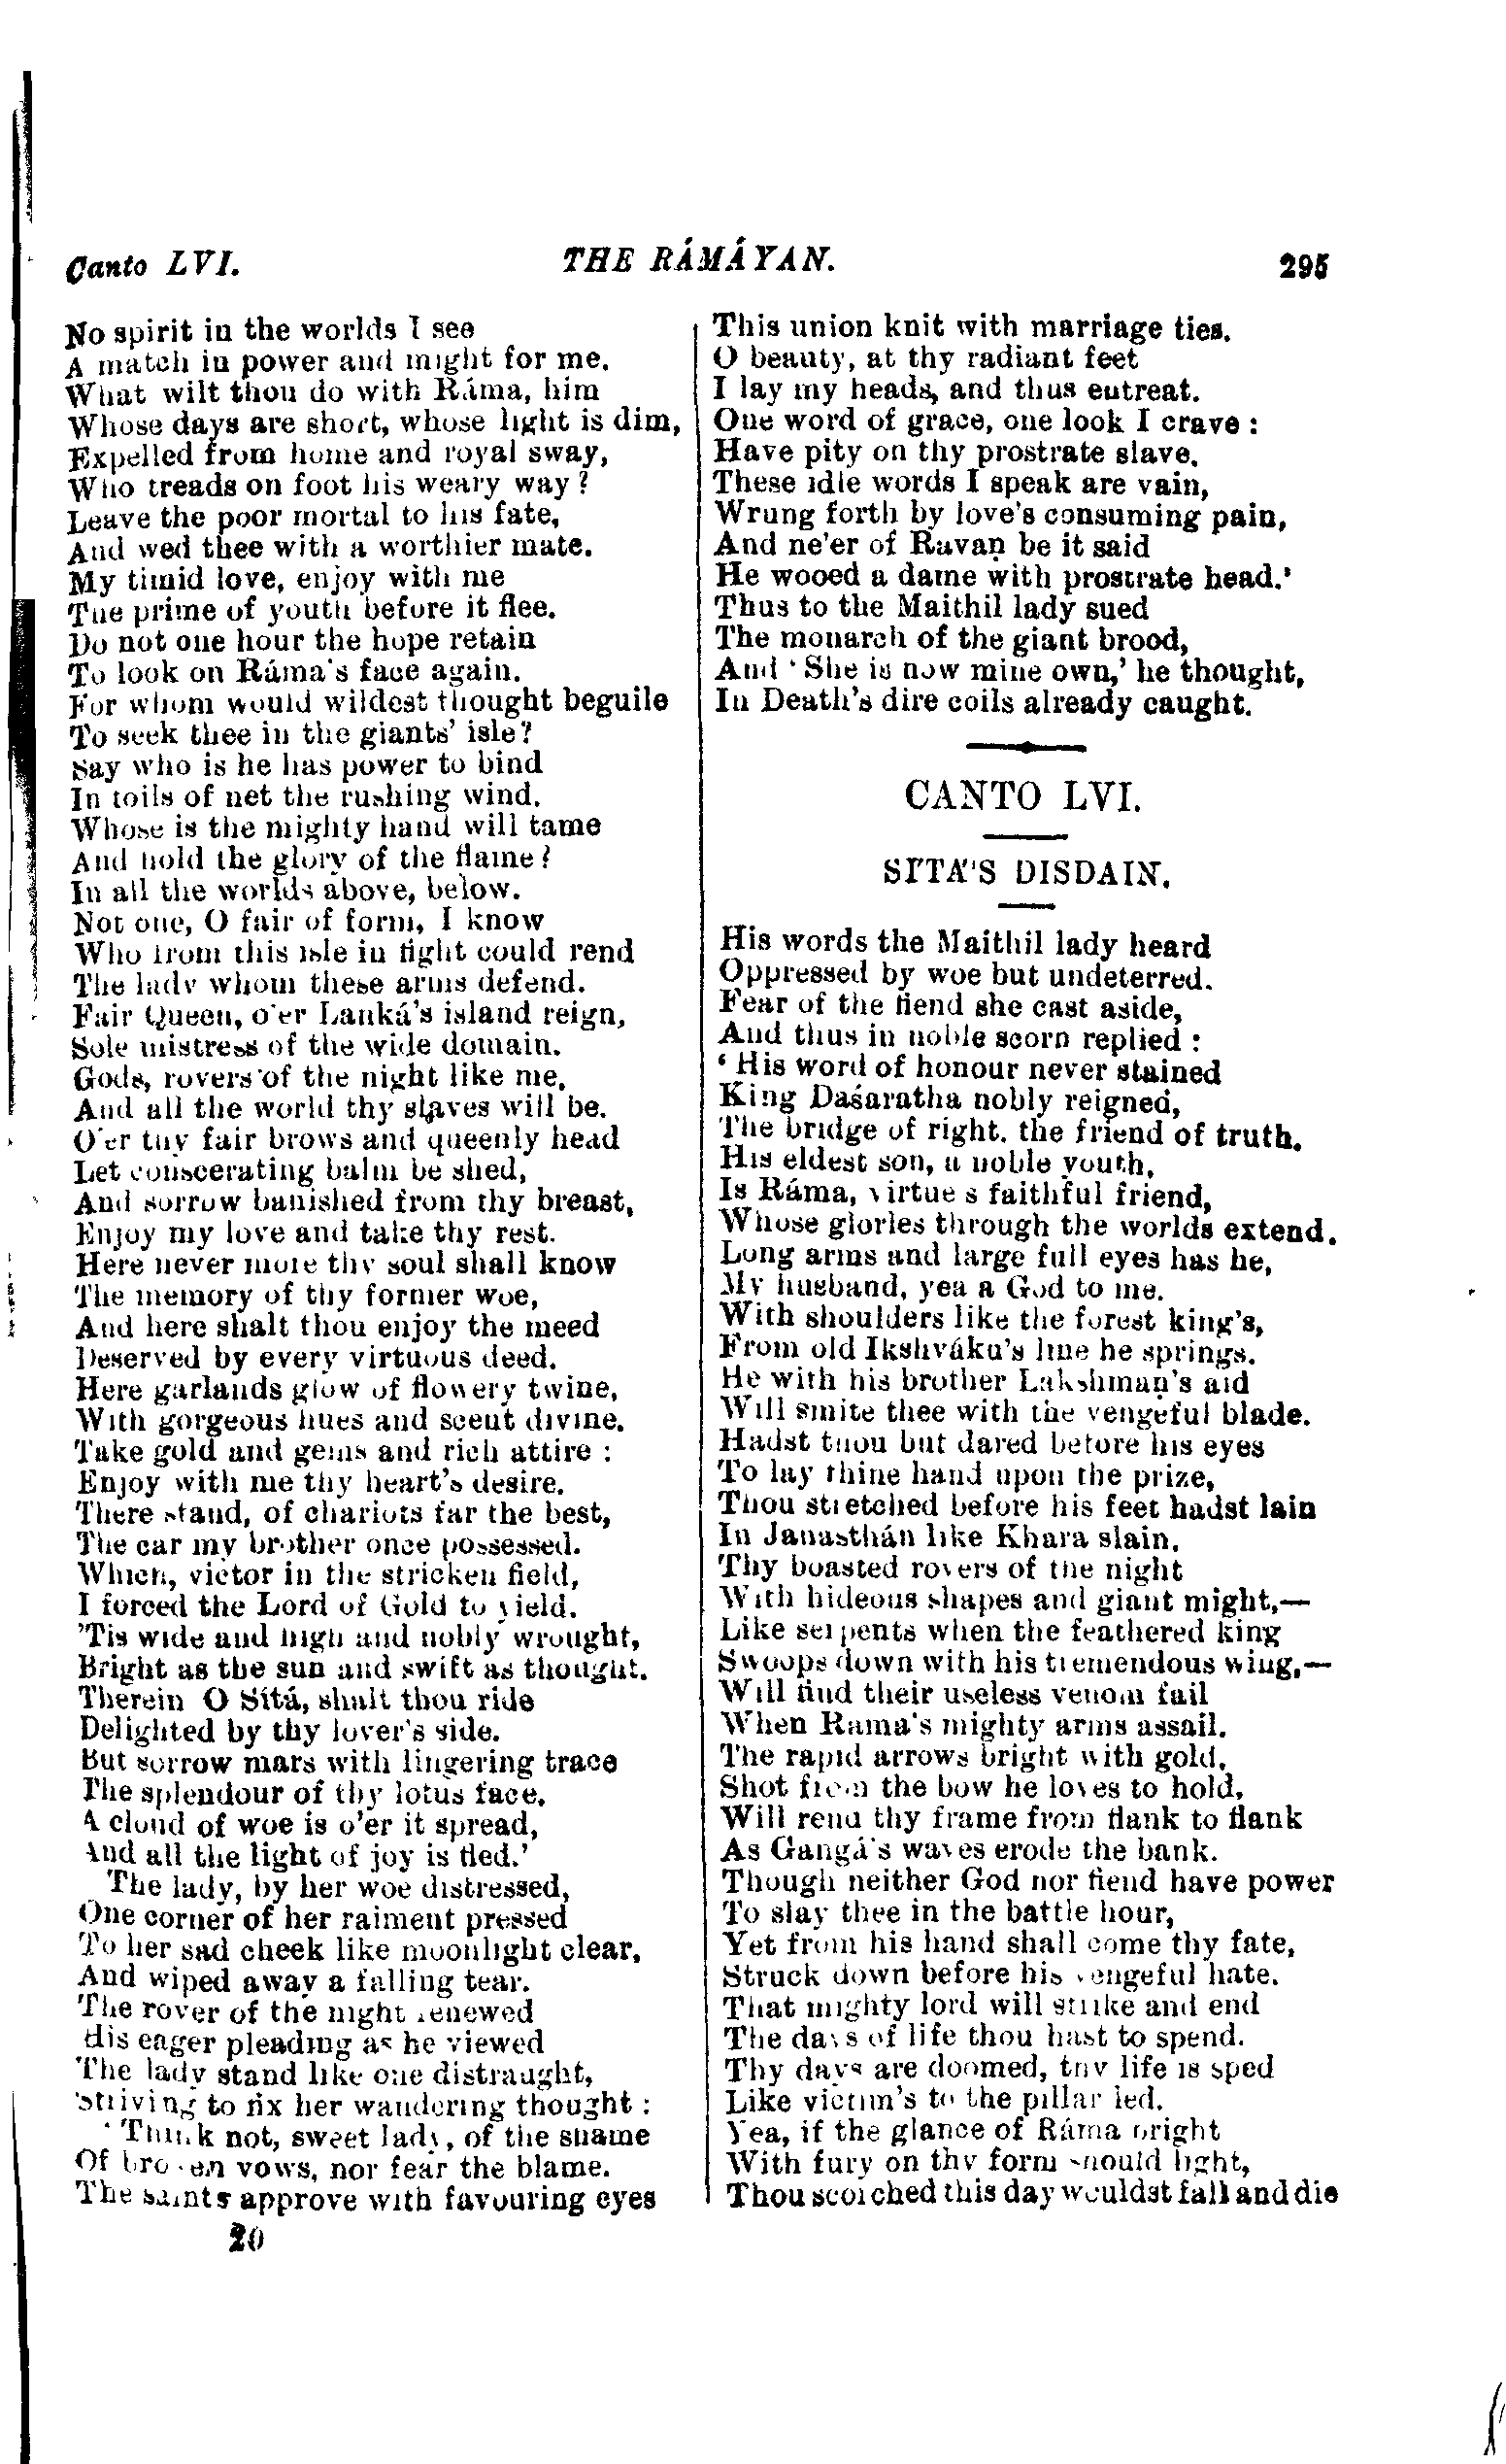 Canto LVI.
THE RÁMÁYAN.
295
No spirit in the worlds I see
A match in power and might for me.
What wilt thou do with Ráma, him
Whose days are short, whose light is dim,
Expelled from home and royal sway,
Who treads on foot his weary way?
Leave the poor mortal to his fate,
And wed thee with a worthier mate.
My timid love, enjoy with me
The prime of youth before it flee.
Do not one hour the hope retain
To look on Ráma's face again.
For whom would wildest thought beguile
To seek thee in the giants' isle?
Say who is he has power to bind
In toils of net the rushing wind.
Whose is the mighty hand will tame
And hold the glory of the flame?
In all the worlds above, below.
Not one, O fair of form, I know
Who from this isle in fight could rend
The lady whom these arms defend.
Fair Queen, o'er Lanká's island reign,
Sole mistress of the wide domain.
Gods, rovers of the night like me,
And all the world thy slaves will be.
O'er thy fair brows and queenly head
Let conscerating balm be shed,
And sorrow banished from thy breast,
Enjoy my love and take thy rest.
Here never more thy soul shall know
The memory of thy former woe,
And here shalt thou enjoy the meed
Deserved by every virtuous deed.
Here garlands glow of flowery twine,
With gorgeous hues and scent divine.
Take gold and gems and rich attire :
Enjoy with me thy heart's desire.
There stand, of chariots far the best,
The car my brother once possessed.
Which, victor in the stricken field,
I forced the Lord of Gold to yield.
'Tis wide and high and nobly wrought,
Bright as the sun and swift as thought.
Therein O Sítá, shalt thou ride
Delighted by thy lover's side.
But sorrow mars with lingering trace
The splendour of thy lotus face.
A cloud of woe is o'er it spread,
And all the light of joy is fled.'
The lady, by her woe distressed,
One corner of her raiment pressed
To her sad cheek like moonlight clear,
And wiped away a falling tear.
The rover of the night renewed
His eager pleading as he viewed
The lady stand like one distraught,
Striving to fix her wandering thought :
'Think not, sweet lady, of the shame
Of broken vows, nor fear the blame.
The saints approve with favouring eyes
20
This union knit with marriage ties.
O beauty, at thy radiant feet
I lay my heads, and thus entreat.
One word of grace, one look I crave :
Have pity on thy prostrate slave.
These idle words I speak are vain,
Wrung forth by love's consuming pain,
And ne'er of Ravaṇ be it said
He wooed a dame with prostrate head.'
Thus to the Maithil lady sued
The monarch of the giant brood,
And 'She is now mine own,' he thought,
In Death's dire coils already caught.
CANTO LVI.
SÍTÁ'S DISDAIN.
His words the Maithil lady heard
Oppressed by woe but undeterred.
Fear of the fiend she cast aside,
And thus in noble scorn replied :
'His word of honour never stained
King Daśaratha nobly reigned,
The bridge of right, the friend of truth.
His eldest son, a noble youth,
Is Ráma, virtue's faithful friend,
Whose glories through the worlds extend.
Long arms and large full eyes has he,
My husband, yea a God to me.
With shoulders like the forest king's,
From old Ikshváku's line he springs.
He with his brother Lakshmaṇ's aid
Will smite thee with the vengeful blade.
Hadst thou but dared before his eyes
To lay thine hand upon the prize,
Thou stretched before his feet hadst lain
In Janasthán like Khara slain.
Thy boasted rovers of the night
With hideous shapes and giant might,—
Like serpents when the feathered king
Swoops down with his tremendous wing,—
Will find their useless venom fail
When Rama's mighty arms assail.
The rapid arrows bright with gold,
Shot from the bow he loves to hold,
Will rend thy frame from flank to flank
As Gangá's waves erode the bank.
Though neither God nor fiend have power
To slay thee in the battle hour,
Yet from his hand shall come thy fate,
Struck down before his vengeful hate.
That mighty lord will strike and end
The days of life thou hast to spend.
Thy days are doomed, thy life is sped
Like victim's to the pillar led.
Yea, if the glance of Ráma bright
With fury on thy form should light,
Thou scorched this day wouldst fall and die